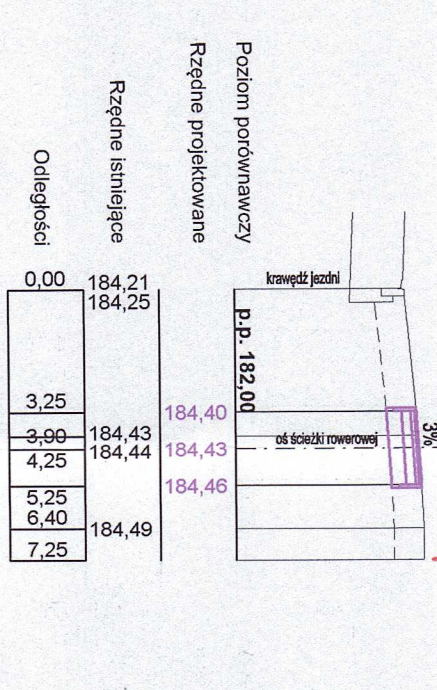 3%
krawędź jezdni
oś ścieżki rowerowej
Poziom porównawczy
p.p. 182,00
Rzędne projektowane
184,40
184,43
184,46
Rzędne istniejące
184,21
184,25
184,43
184,44
184,49
Odległości
0,00
3,25
3,90
4,25
5,25
6,40
7,25